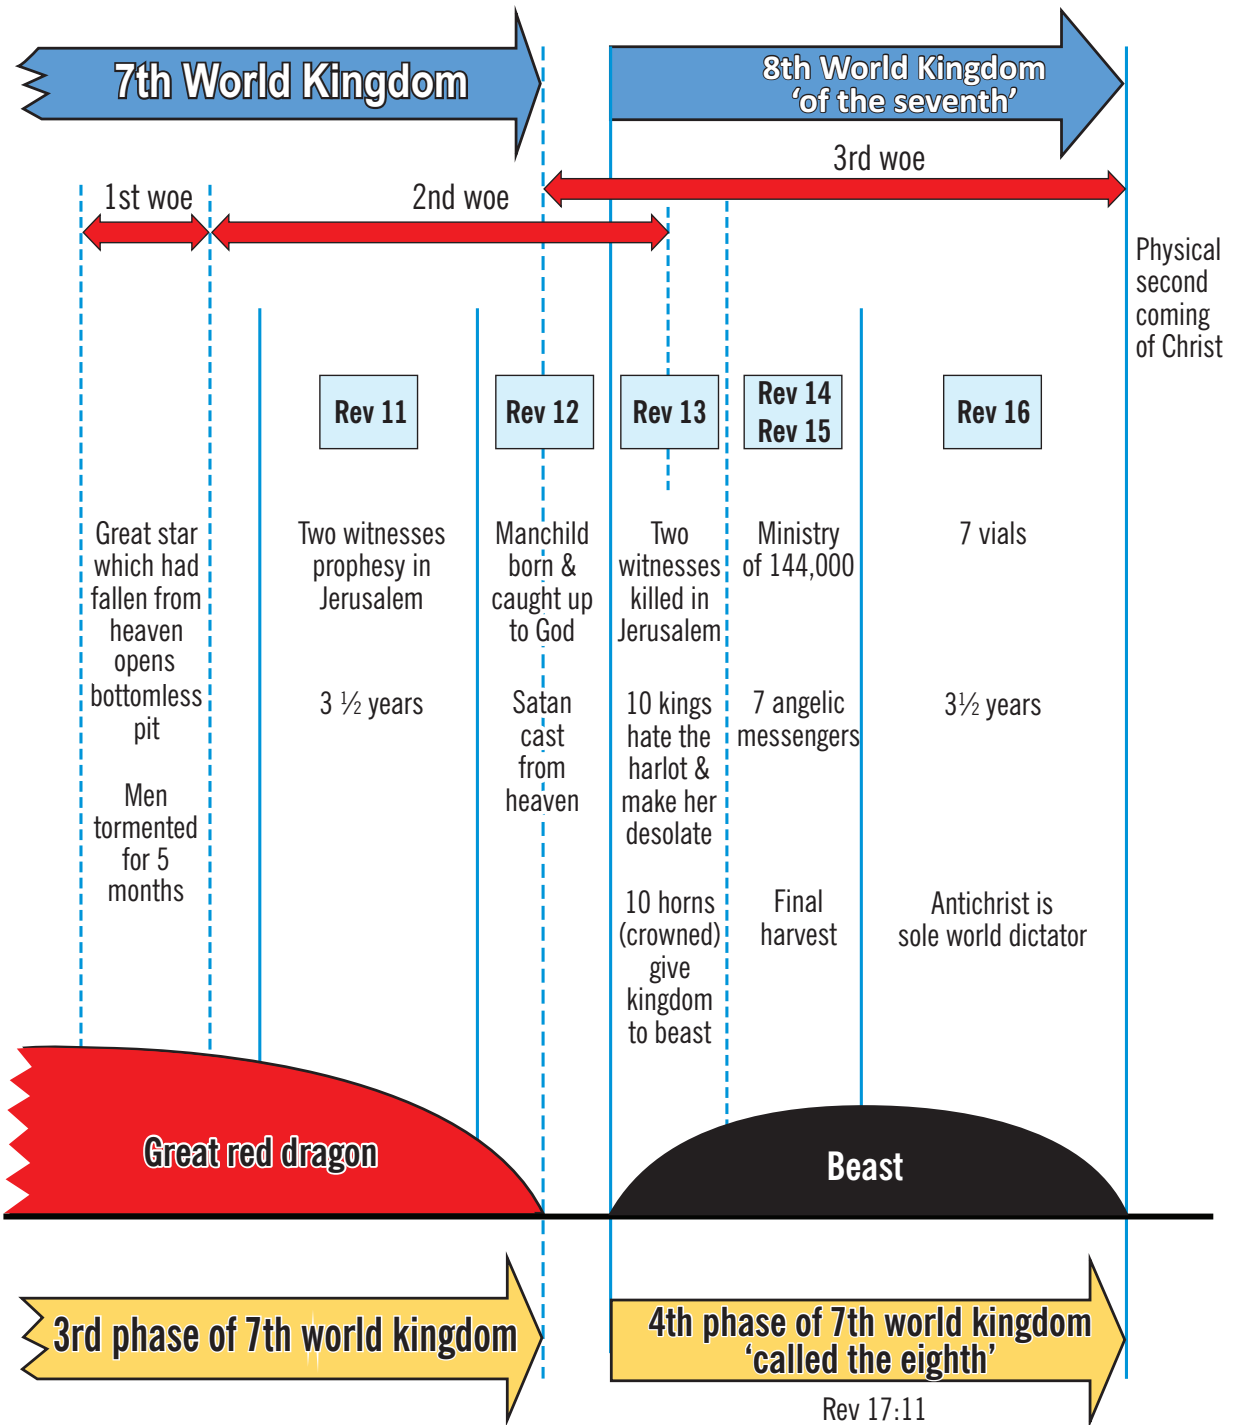 7th World Kingdom
8th World Kingdom
‘of the seventh’
3rd woe
1st woe
2nd woe
Physical
second
coming
of Christ
Rev 11
Rev 12
Rev 13
Rev 14
Rev 15
Rev 16
Great star
which had
fallen from
heaven
opens
bottomless
pit
Men
tormented
for 5
months
Two witnesses
prophesy in
Jerusalem
3 ½ years
Manchild
born &
caught up
to God
Satan
cast
from
heaven
Two
witnesses
killed in
Jerusalem
10 kings
hate the
harlot &
make her
desolate
10 horns
(crowned)
give
kingdom
to beast
Ministry
of 144,000
7 angelic
messengers
Final
harvest
7 vials
3½ years
Antichrist is
sole world dictator
Great red dragon
Beast
3rd phase of 7th world kingdom
4th phase of 7th world kingdom
‘called the eighth’
Rev 17:11